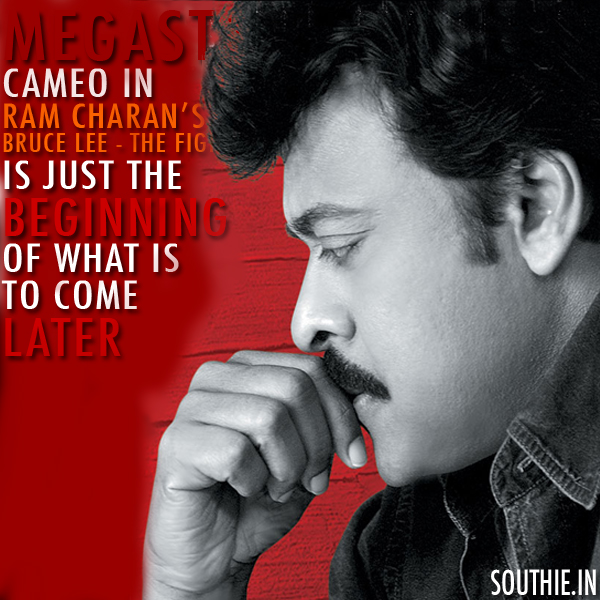 MEGAST
CAMEO IN
RAM CHARAN'S
BRUCE LEE - THE FIG
IS JUST THE
BEGINNING
OF WHAT IS
TO COME
LATER
SOUTHIE.IN